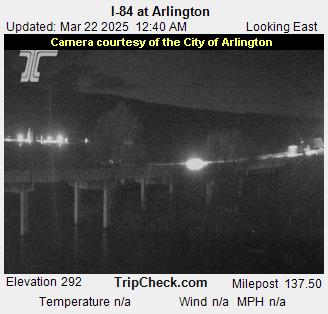 I-84 at Arlington
Updated: Mar 22 2025 12:40 AM Looking East
Camera courtesy of the City of Arlington
Elevation 292 TripCheck.com Milepost 137.50
Temperature n/a Wind n/a MPH n/a